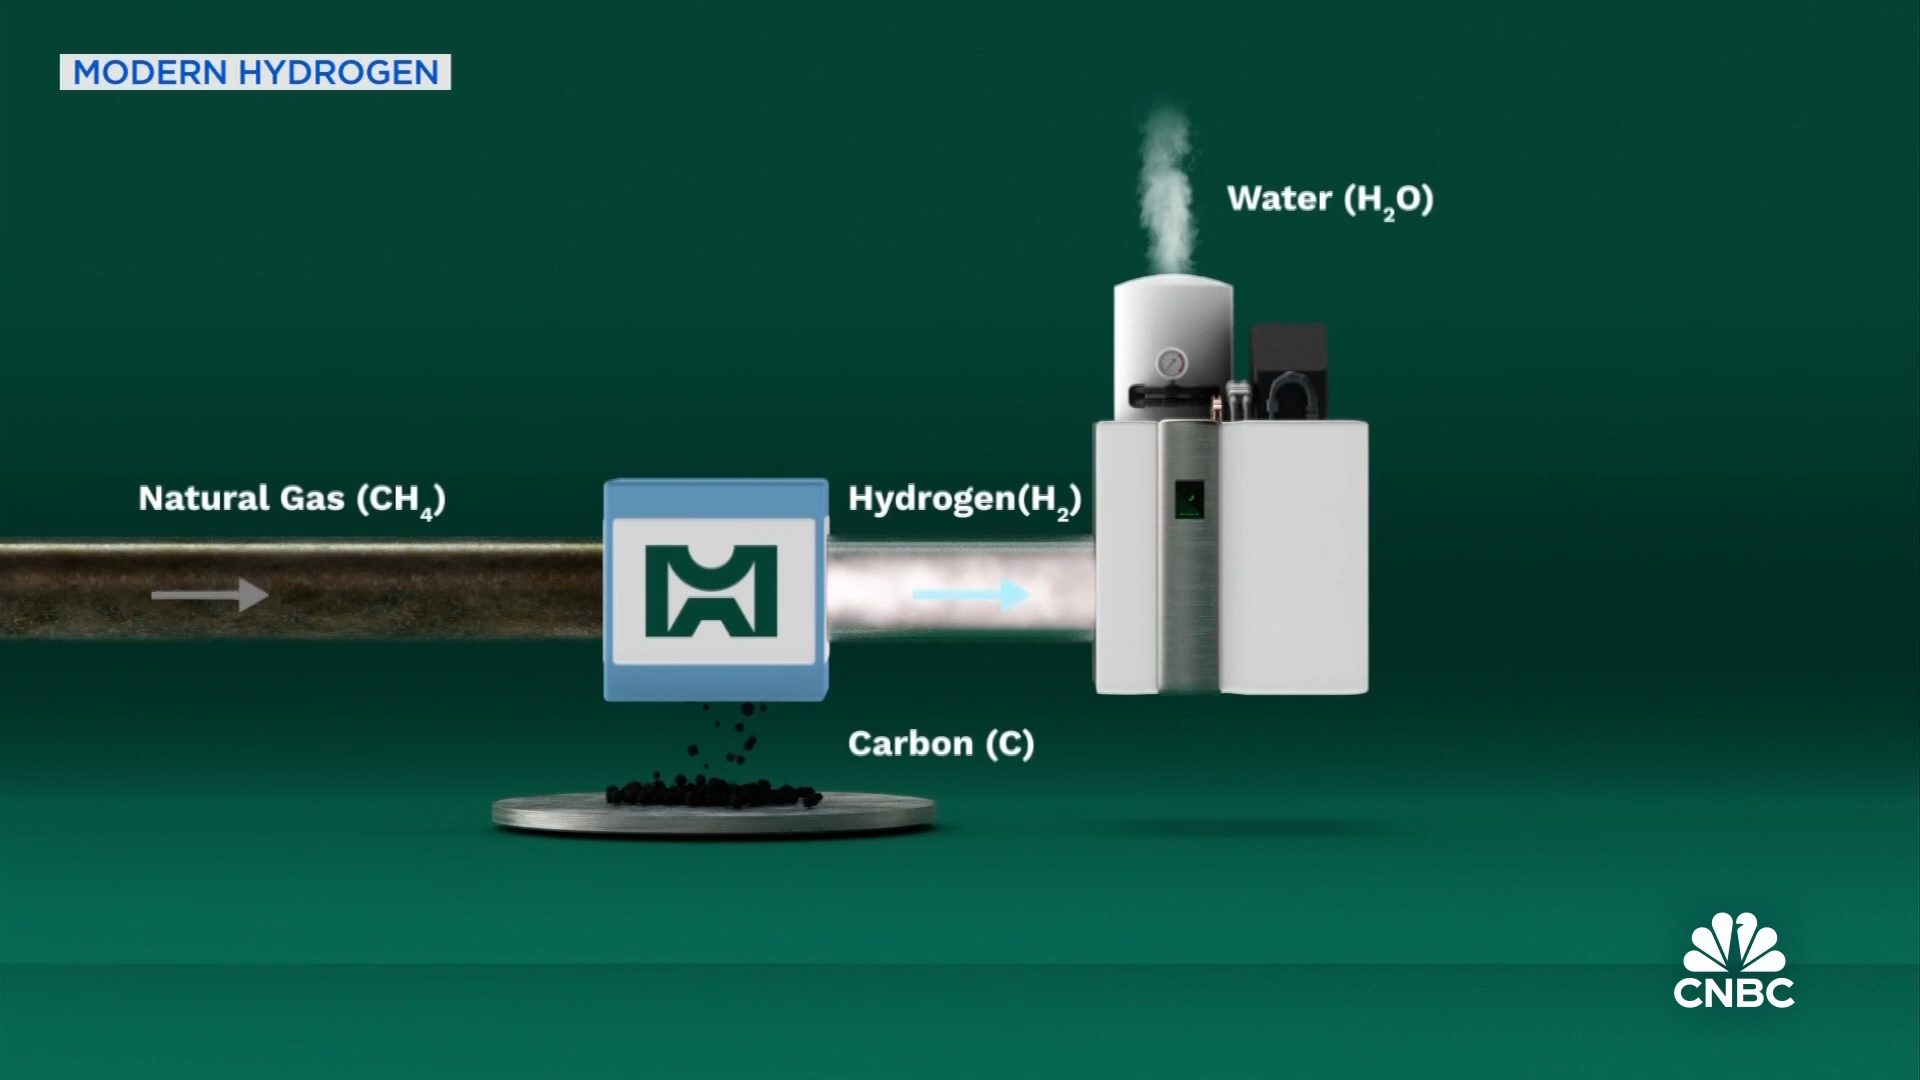 MODERN HYDROGEN
Water (H₂O)
Natural Gas (CH₄)
Hydrogen(H₂)
Carbon (C)
CNBC